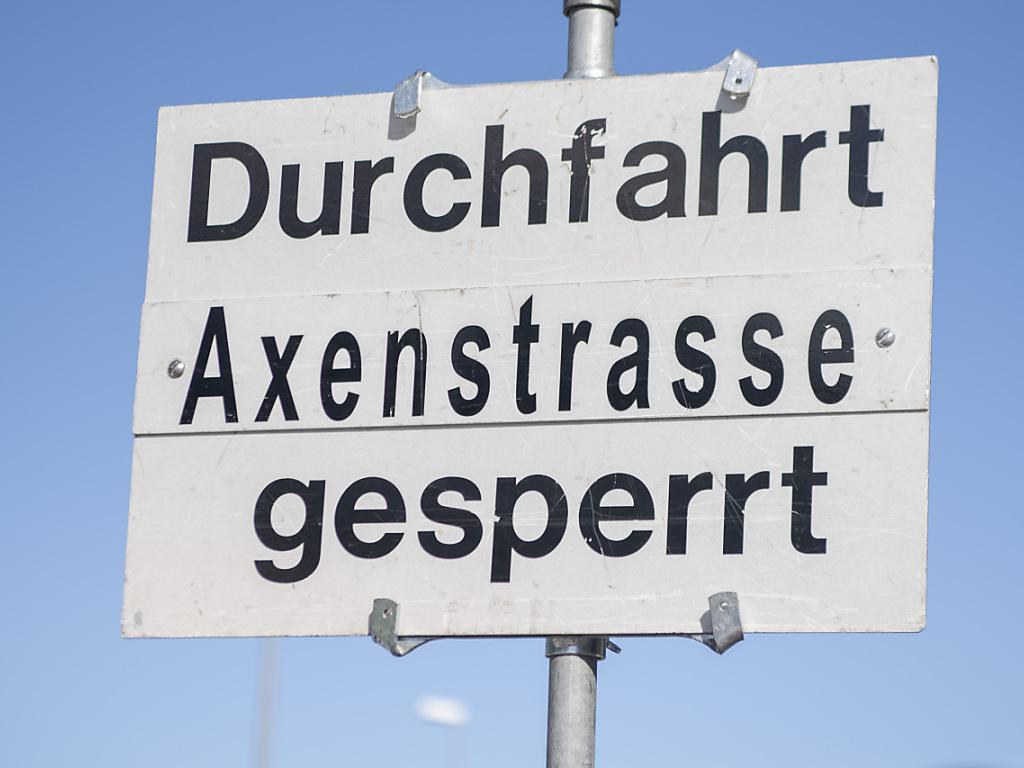 Durchfahrt
Axenstrasse
gesperrt